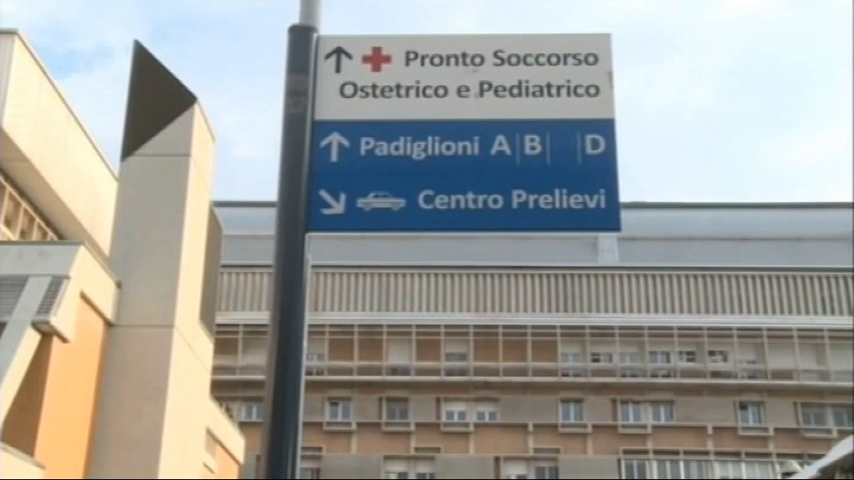 Pronto Soccorso
Ostetrico e Pediatrico
Padiglioni A B D
Centro Prelievi